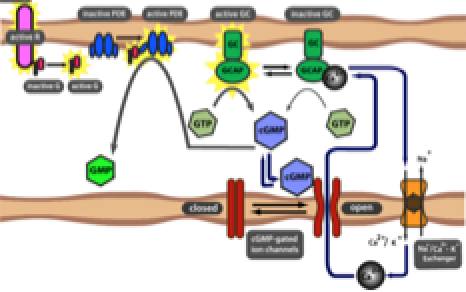 inactive PDE
active PDE
active GC
inactive GC
active R
GC
GC
GCAP
GCAP
inactive G
active G
GTP
cGMP
GTP
GMP
cGMP
Na+
closed
open
cGMP-gated
ion channels
Ca2+/ K+
Na+/Ca2+- K+
Exchanger